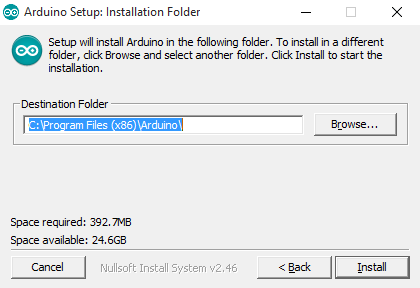 Arduino Setup: Installation Folder
Setup will install Arduino in the following folder. To install in a different
folder, click Browse and select another folder. Click Install to start the
installation.
Destination Folder
C:\Program Files (x86)\Arduino\
Browse...
Space required: 392.7MB
Space available: 24.6GB
Cancel
Nullsoft Install System v2.46
< Back
Install